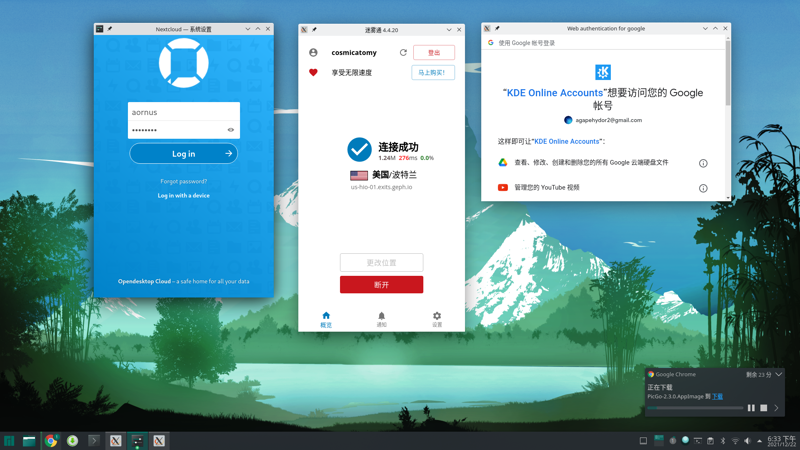 Nextcloud — 系统设置
aornus
••••••••
Log in
Forgot password?
Log in with a device
Opendesktop Cloud – a safe home for all your data
迷雾通 4.4.20
cosmicatomy
登出
享受无限速度
马上购买!
连接成功
1.24M 276ms 0.0%
美国/波特兰
us-hio-01.exits.geph.io
更改位置
断开
概览
通知
设置
Web authentication for google
使用 Google 帐号登录
“KDE Online Accounts”想要访问您的 Google
帐号
agapehydor2@gmail.com
这样即可让“KDE Online Accounts”：
查看、修改、创建和删除您的所有 Google 云端硬盘文件
管理您的 YouTube 视频
Google Chrome
剩余 23 分
正在下载
PicGo-2.3.0.AppImage 到 下载
6:33 下午
2021/12/22